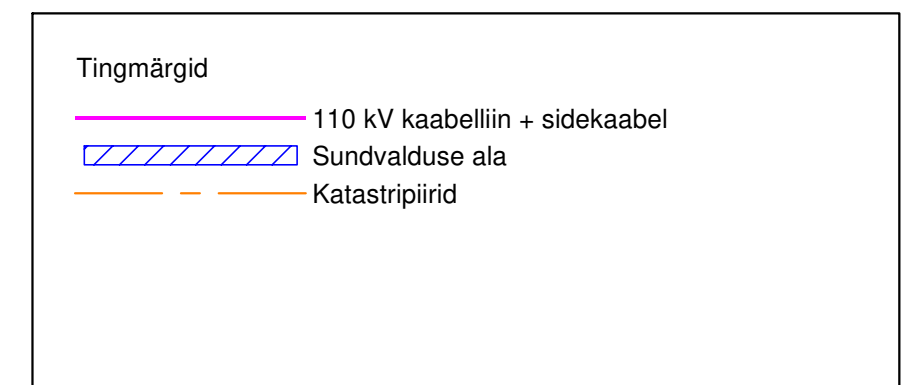 Tingmärgid
110 kV kaabelliin + sidekaabel
Sundvalduse ala
Katastripiirid